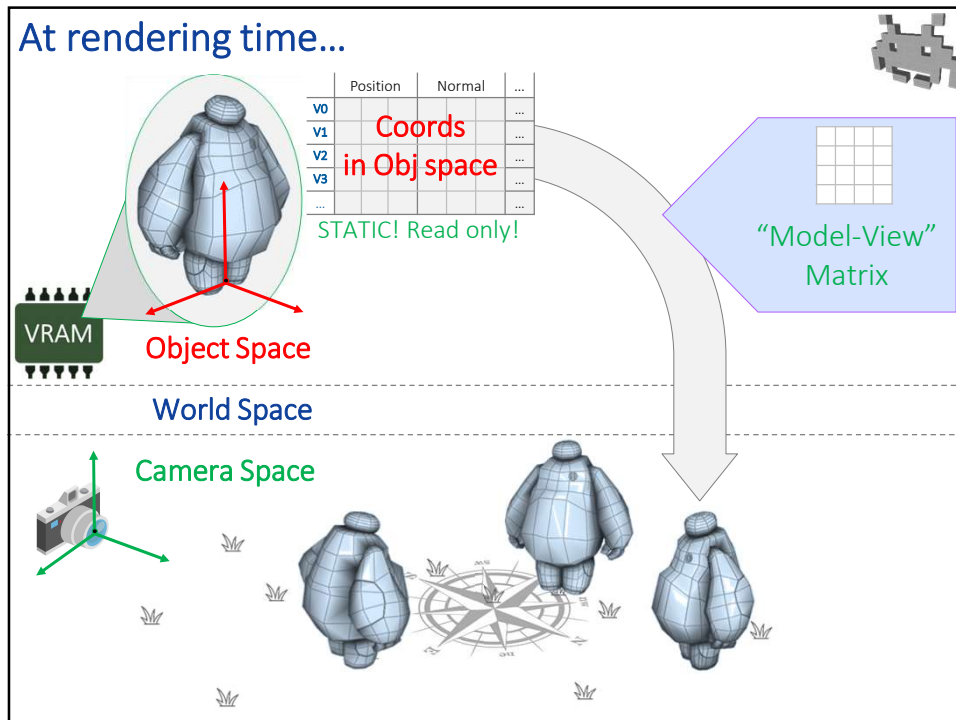 At rendering time…
Position Normal ...
V0
V1 ...
V2 ...
V3 ...
... ...
Coords
in Obj space
STATIC! Read only!
“Model-View”
Matrix
VRAM
Object Space
World Space
Camera Space
SW
N